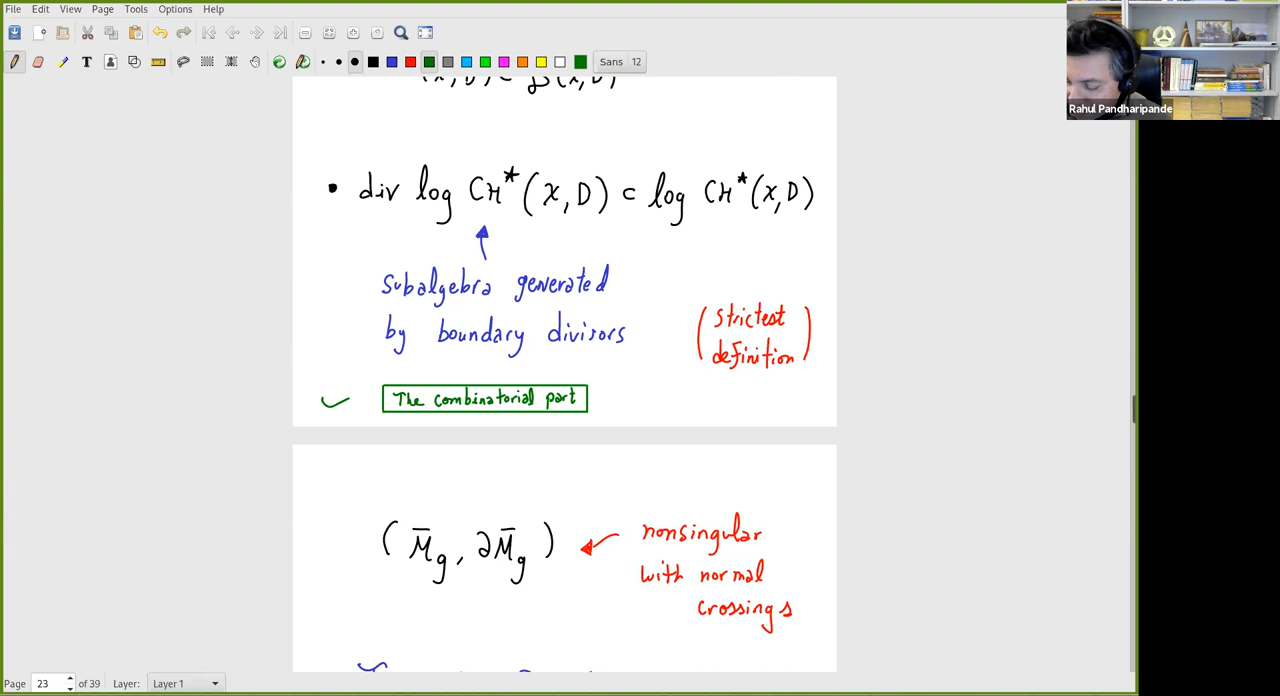 File Edit View Page Tools Options Help
Sans 12
Rahul Pandharipande
• div log CH*(X, D) ⊂ log CH*(X, D)
subalgebra generated
by boundary divisors
(strictest
definition)
✓ The combinatorial part
(M̄g, ∂M̄g)
nonsingular
with normal
crossings
Page 23 of 39 Layer: Layer 1